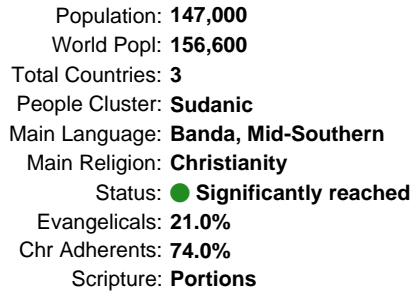 Population: 147,000
World Popl: 156,600
Total Countries: 3
People Cluster: Sudanic
Main Language: Banda, Mid-Southern
Main Religion: Christianity
Status: Significantly reached
Evangelicals: 21.0%
Chr Adherents: 74.0%
Scripture: Portions